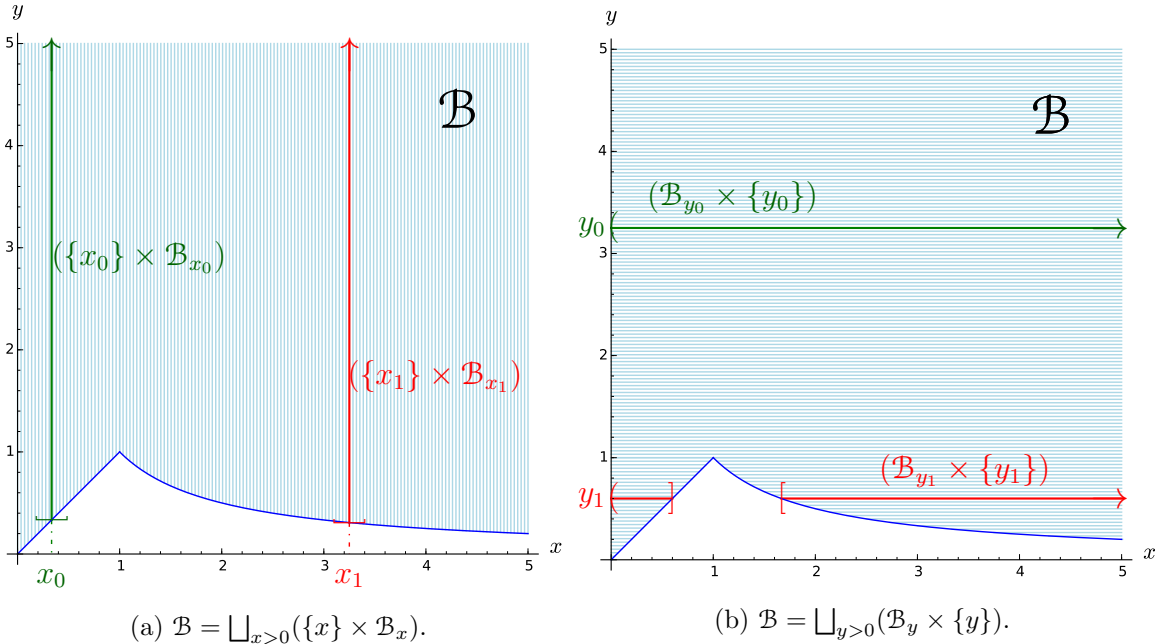 y
5
4
3
2
1
1
2
3
4
5
x
ℬ
({x₀} × ℬ_{x₀})
({x₁} × ℬ_{x₁})
x₀
x₁
(a) ℬ = ⨆_{x>0}({x} × ℬ_x).
y
5
4
3
2
1
1
2
3
4
5
x
ℬ
(ℬ_{y₀} × {y₀})
y₀
(ℬ_{y₁} × {y₁})
y₁
(b) ℬ = ⨆_{y>0}(ℬ_y × {y}).